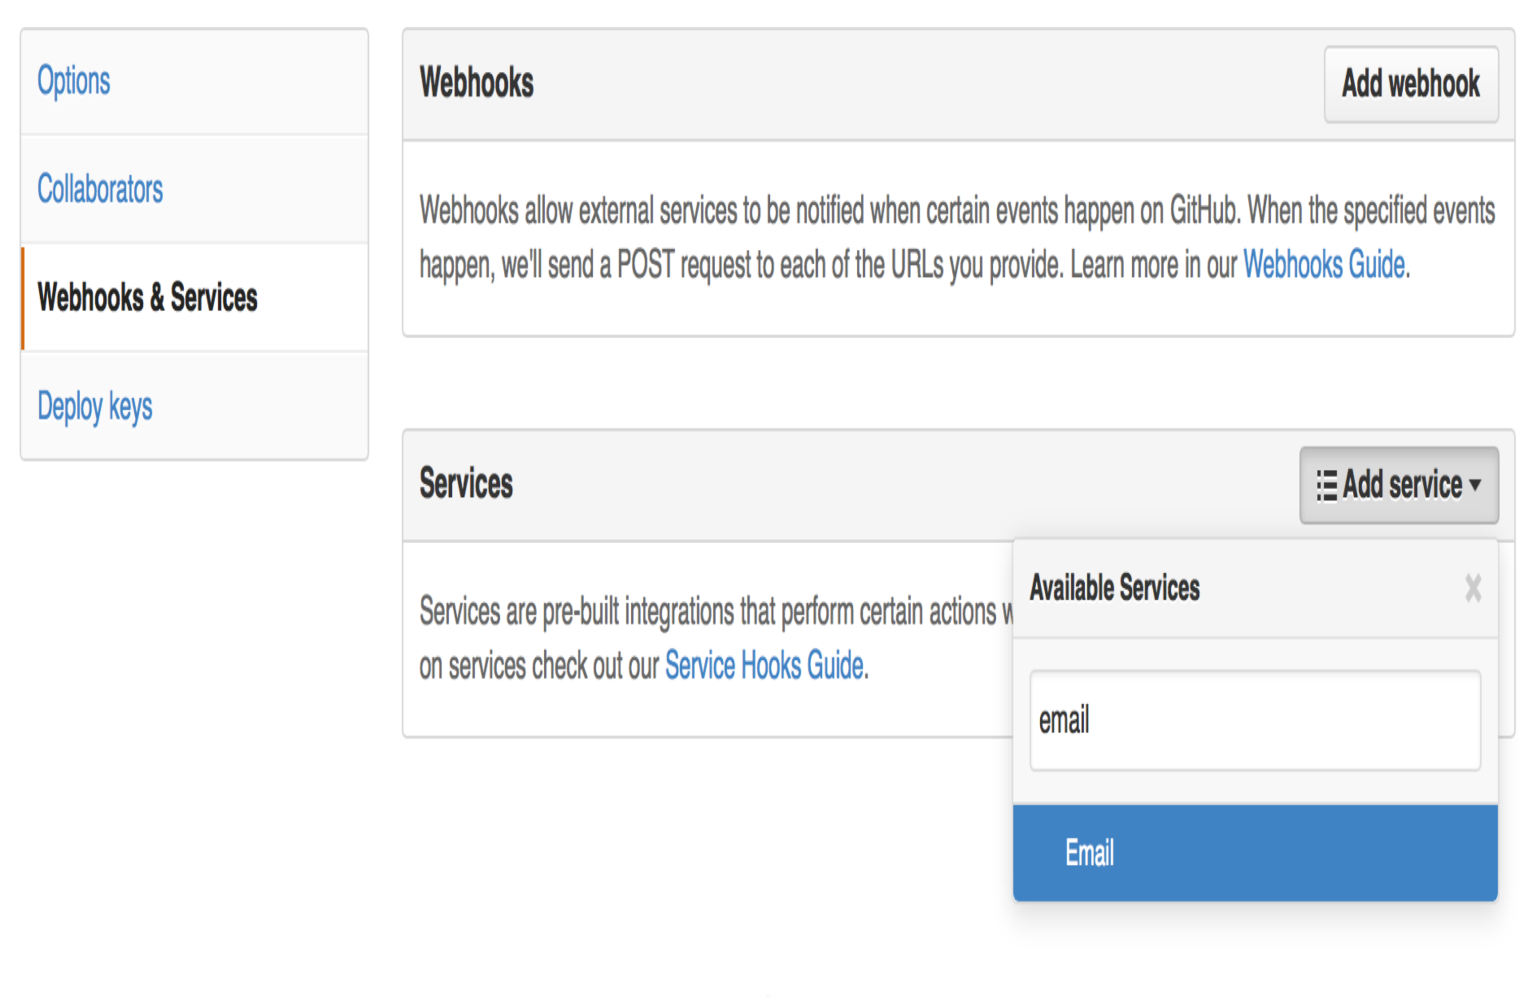 Options
Collaborators
Webhooks & Services
Deploy keys
Webhooks
Add webhook
Webhooks allow external services to be notified when certain events happen on GitHub. When the specified events
happen, we'll send a POST request to each of the URLs you provide. Learn more in our Webhooks Guide.
Services
Add service
Services are pre-built integrations that perform certain actions
on services check out our Service Hooks Guide.
Available Services
email
Email